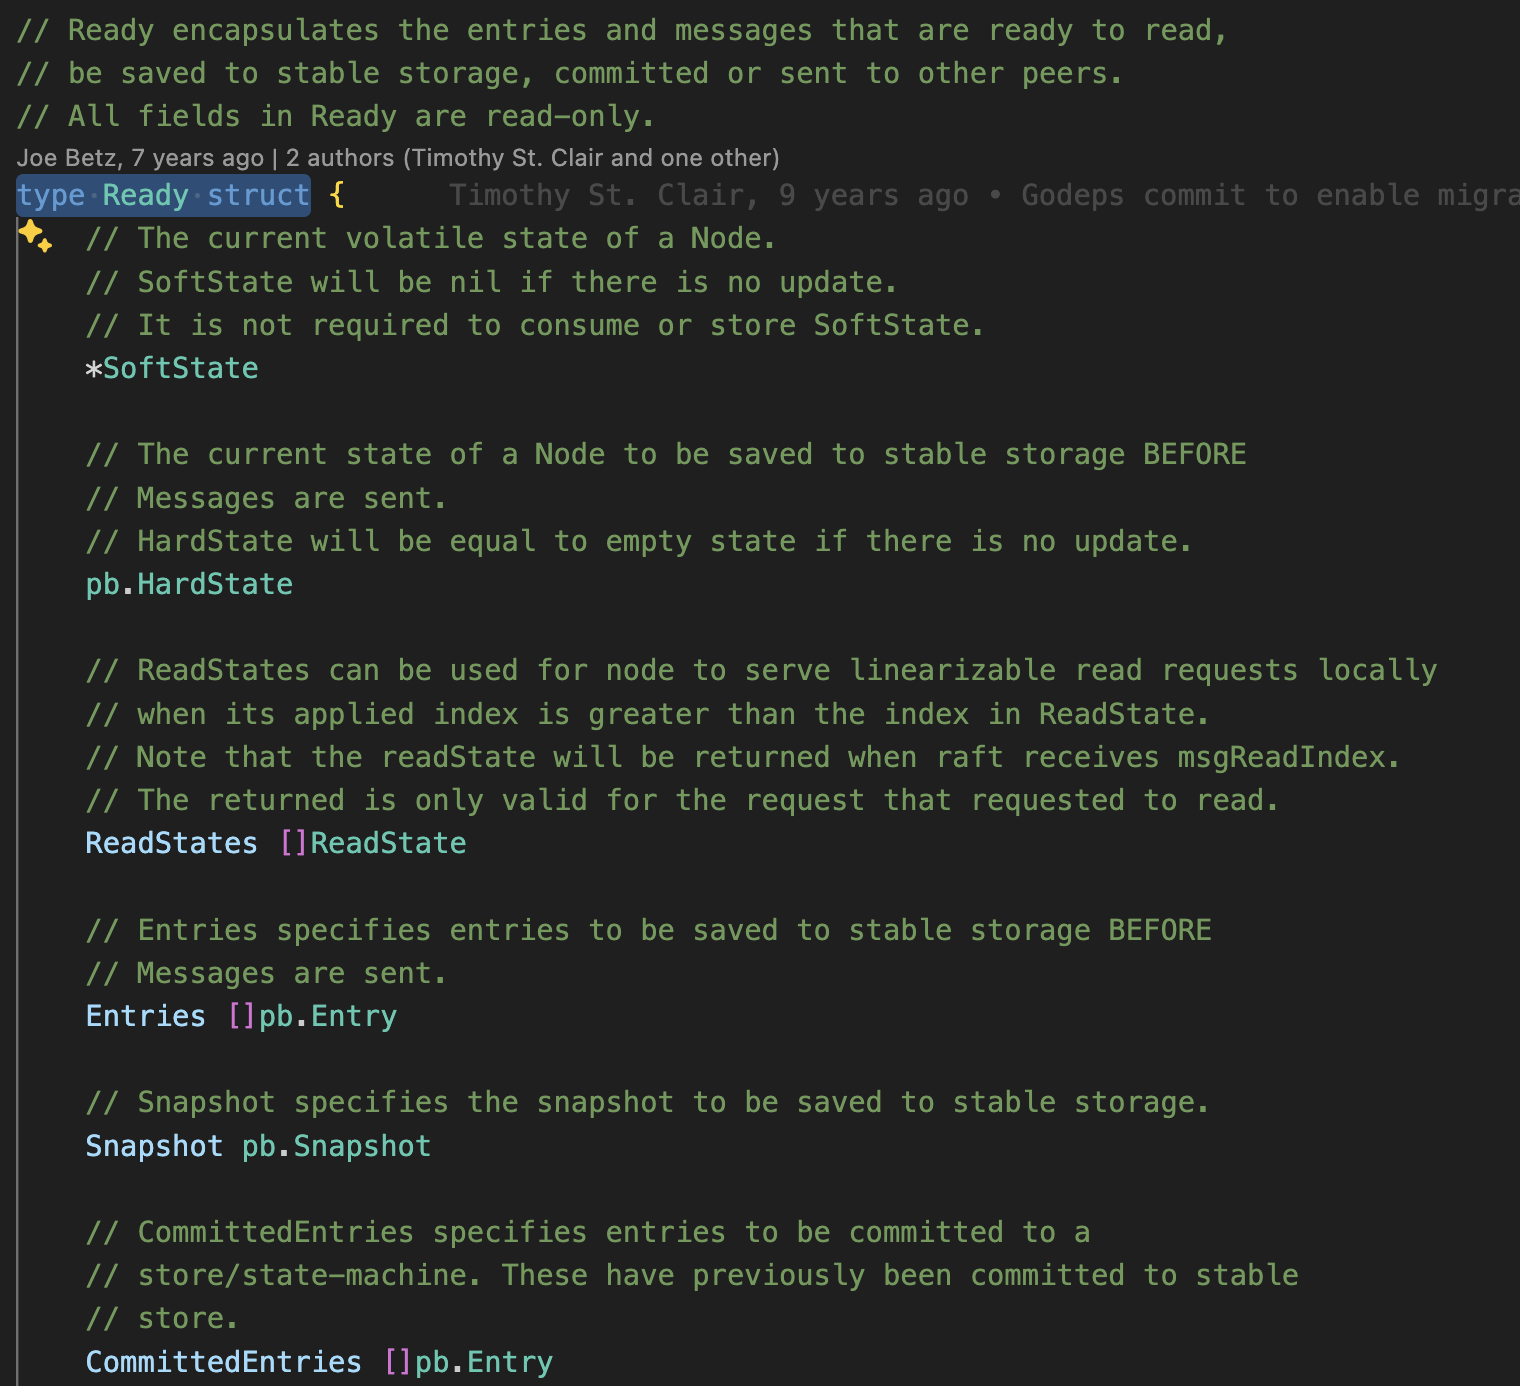 // Ready encapsulates the entries and messages that are ready to read,
// be saved to stable storage, committed or sent to other peers.
// All fields in Ready are read-only.
Joe Betz, 7 years ago | 2 authors (Timothy St. Clair and one other)
type Ready struct {     Timothy St. Clair, 9 years ago • Godeps commit to enable migra
// The current volatile state of a Node.
// SoftState will be nil if there is no update.
// It is not required to consume or store SoftState.
*SoftState
// The current state of a Node to be saved to stable storage BEFORE
// Messages are sent.
// HardState will be equal to empty state if there is no update.
pb.HardState
// ReadStates can be used for node to serve linearizable read requests locally
// when its applied index is greater than the index in ReadState.
// Note that the readState will be returned when raft receives msgReadIndex.
// The returned is only valid for the request that requested to read.
ReadStates []ReadState
// Entries specifies entries to be saved to stable storage BEFORE
// Messages are sent.
Entries []pb.Entry
// Snapshot specifies the snapshot to be saved to stable storage.
Snapshot pb.Snapshot
// CommittedEntries specifies entries to be committed to a
// store/state-machine. These have previously been committed to stable
// store.
CommittedEntries []pb.Entry